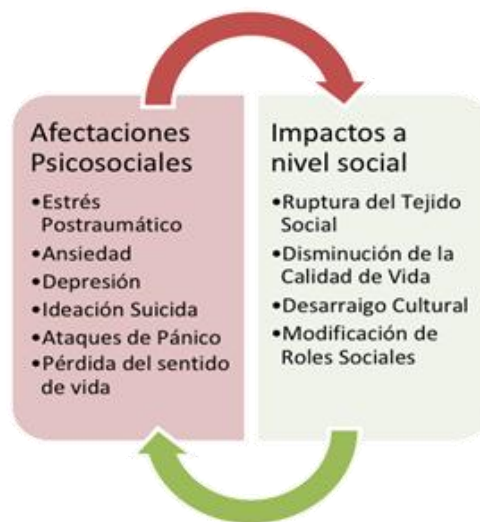 Afectaciones
Psicosociales
•Estrés
Postraumático
•Ansiedad
•Depresión
•Ideación Suicida
•Ataques de Pánico
•Pérdida del sentido
de vida
Impactos a
nivel social
•Ruptura del Tejido
Social
•Disminución de la
Calidad de Vida
•Desarraigo Cultural
•Modificación de
Roles Sociales